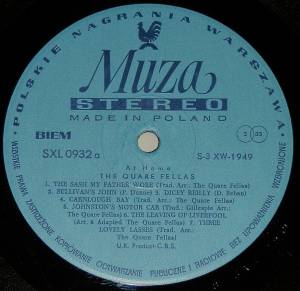 POLSKIE NAGRANIA WARSZAWA
Muza
STEREO
MADE IN POLAND
BIEM
3 33
SXL 0932 a
S-3 XW-1949
At Home
THE QUARE FELLAS
1. THE SASH MY FATHER WORE (Trad. Arr.: The Quare Fellas)
2. SULLIVAN'S JOHN (P. Dunne) 3. DICEY REILLY (D. Behan)
4. CARNLOUGH BAY (Trad. Arr.: The Quare Fellas)
5. JOHNSTON'S MOTOR CAR (Trad.: Gillespie Arr.:
The Quare Fellas) 6. THE LEAVING OF LIVERPOOL
(Arr. & Adapted The Quare Fellas) 7. THREE
LOVELY LASSES (Trad. Arr.: The
Quare Fellas)
U.K. Product-C.B.S.
WSZELKIE PRAWA ZASTRZEŻONE KOPIOWANIE ODTWARZANIE PUBLICZNE I RADIOWE BEZ UPOWAŻNIENIA WZBRONIONE